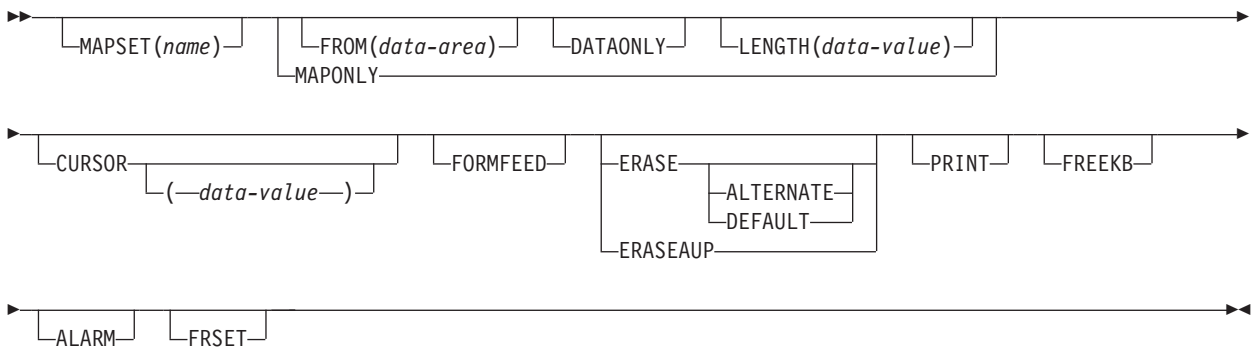 MAPSET(name) FROM(data-area) DATAONLY LENGTH(data-value)
MAPONLY
CURSOR FORMFEED ERASE PRINT FREEKB
( data-value ) ALTERNATE
DEFAULT
ERASEAUP
ALARM FRSET